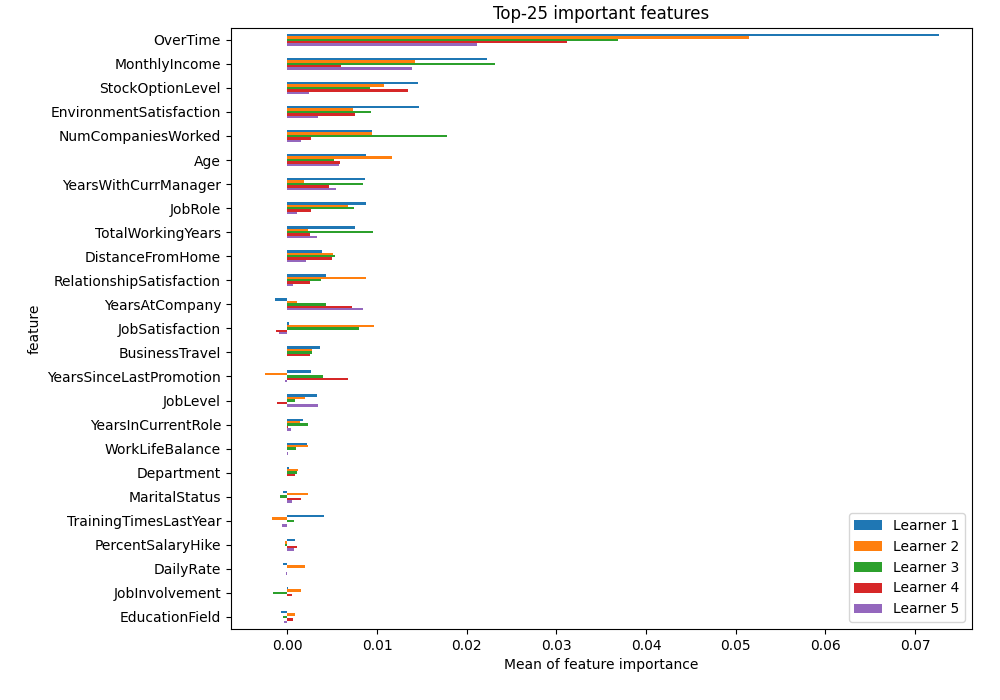 Top-25 important features
OverTime
MonthlyIncome
StockOptionLevel
EnvironmentSatisfaction
NumCompaniesWorked
Age
YearsWithCurrManager
JobRole
TotalWorkingYears
DistanceFromHome
RelationshipSatisfaction
YearsAtCompany
JobSatisfaction
BusinessTravel
YearsSinceLastPromotion
JobLevel
YearsInCurrentRole
WorkLifeBalance
Department
MaritalStatus
TrainingTimesLastYear
PercentSalaryHike
DailyRate
JobInvolvement
EducationField
feature
Learner 1
Learner 2
Learner 3
Learner 4
Learner 5
0.00 0.01 0.02 0.03 0.04 0.05 0.06 0.07
Mean of feature importance